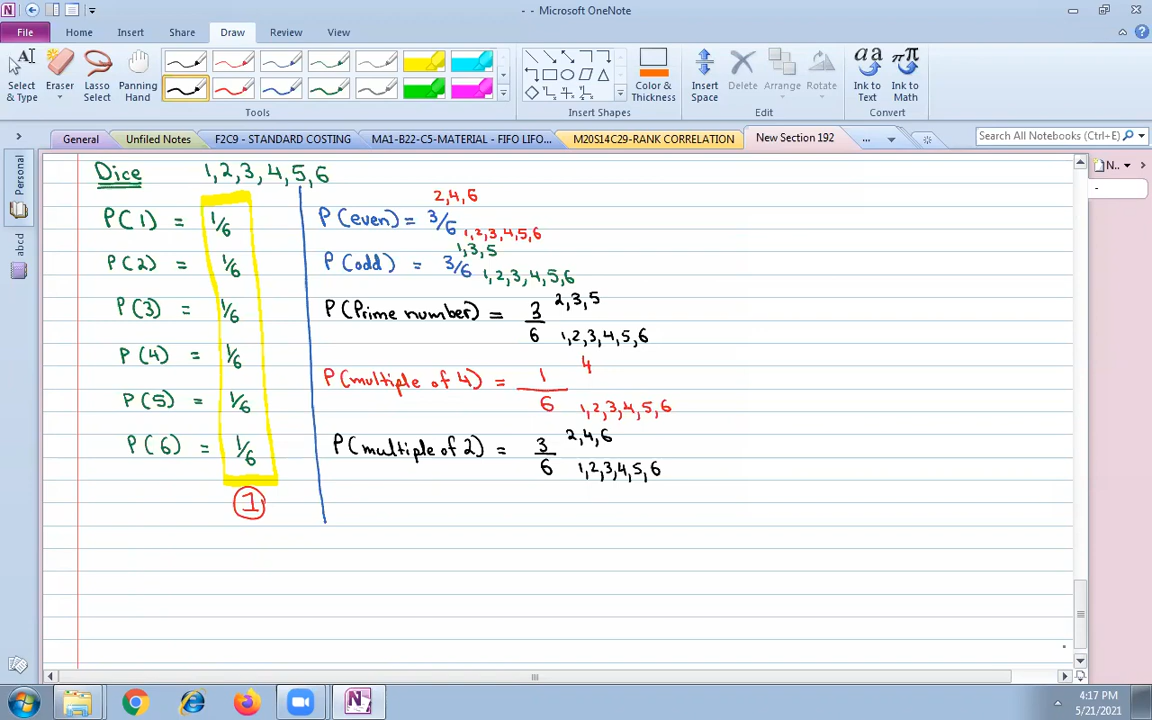 - - Microsoft OneNote
File Home Insert Share Draw Review View
Select & Type
Eraser
Lasso Select
Panning Hand
Color & Thickness
Insert Space
Delete
Arrange
Rotate
Ink to Text
Ink to Math
Tools
Insert Shapes
Edit
Convert
General
Unfiled Notes
F2C9 - STANDARD COSTING
MA1-B22-C5-MATERIAL - FIFO LIFO...
M20S14C29-RANK CORRELATION
New Section 192
...
Search All Notebooks (Ctrl+E)
N...
-
Personal
abcd
Dice 1,2,3,4,5,6
P(1) = 1/6
P(2) = 1/6
P(3) = 1/6
P(4) = 1/6
P(5) = 1/6
P(6) = 1/6
1
2,4,6
P(even) = 3/6 1,2,3,4,5,6
1,3,5
P(odd) = 3/6 1,2,3,4,5,6
P(Prime number) = 3 2,3,5
6 1,2,3,4,5,6
P(multiple of 4) = 1 4
6 1,2,3,4,5,6
P(multiple of 2) = 3 2,4,6
6 1,2,3,4,5,6
4:17 PM
5/21/2021